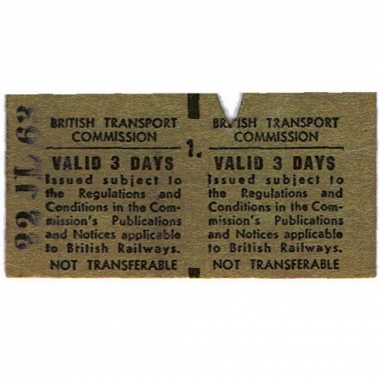 22 JL 63
BRITISH TRANSPORT
COMMISSION
VALID 3 DAYS
Issued subject to
the Regulations and
Conditions in the Com-
mission's Publications
and Notices applicable
to British Railways.
NOT TRANSFERABLE
1.
BRITISH TRANSPORT
COMMISSION
VALID 3 DAYS
Issued subject to
the Regulations and
Conditions in the Com-
mission's Publications
and Notices applicable
to British Railways.
NOT TRANSFERABLE